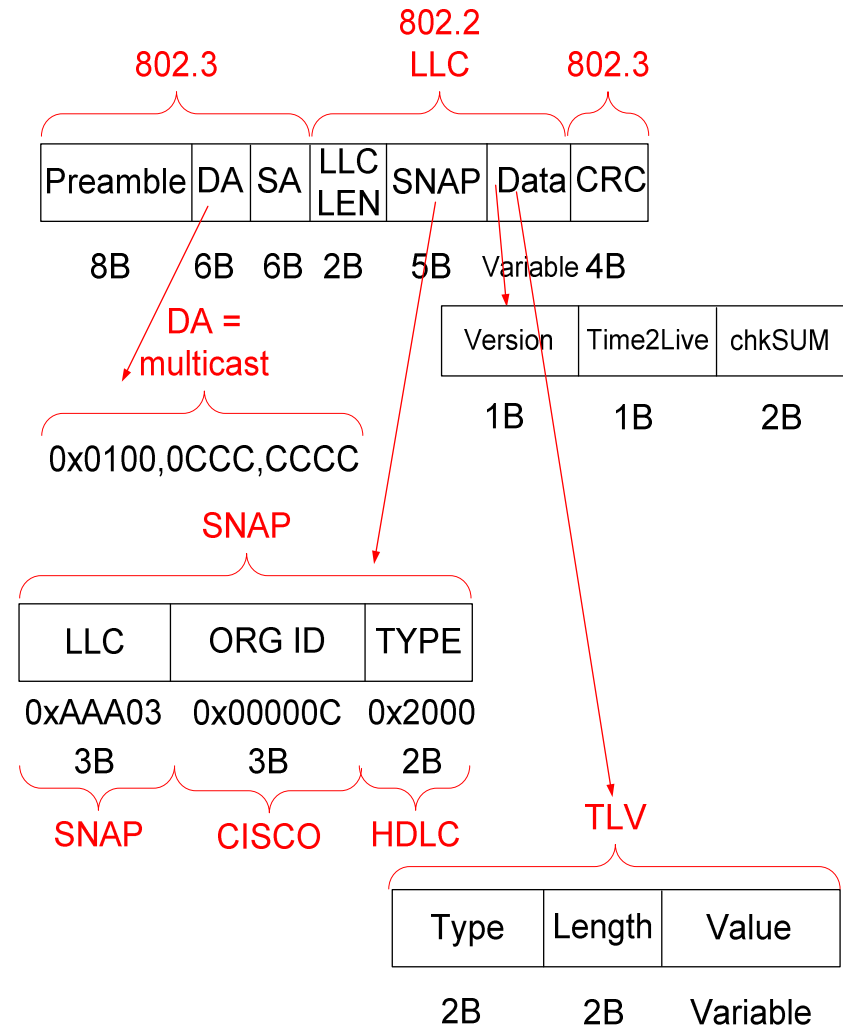 802.3
802.2
LLC
802.3
Preamble DA SA LLC LEN SNAP Data CRC
8B 6B 6B 2B 5B Variable 4B
DA =
multicast
0x0100,0CCC,CCCC
Version Time2Live chkSUM
1B 1B 2B
SNAP
LLC ORG ID TYPE
0xAAA03 0x00000C 0x2000
3B 3B 2B
SNAP CISCO HDLC
TLV
Type Length Value
2B 2B Variable